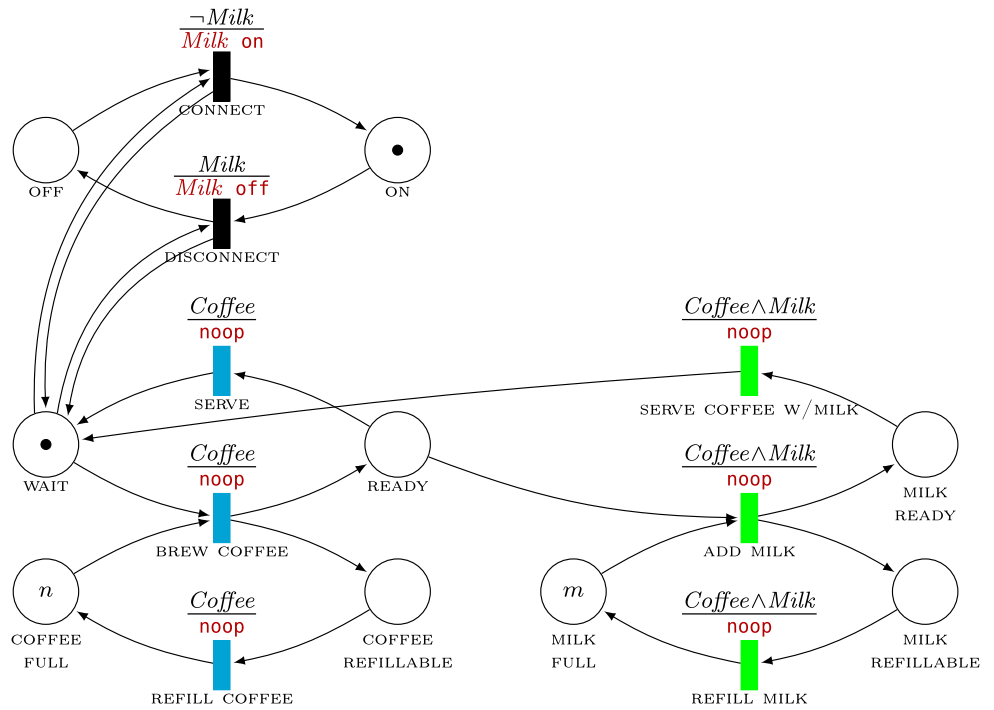 ¬Milk
Milk on
CONNECT
OFF
ON
Milk
Milk off
DISCONNECT
Coffee
noop
SERVE
Coffee∧Milk
noop
SERVE COFFEE W/MILK
WAIT
Coffee
noop
BREW COFFEE
READY
Coffee∧Milk
noop
ADD MILK
MILK
READY
n
COFFEE
FULL
Coffee
noop
REFILL COFFEE
COFFEE
REFILLABLE
m
MILK
FULL
Coffee∧Milk
noop
REFILL MILK
MILK
REFILLABLE